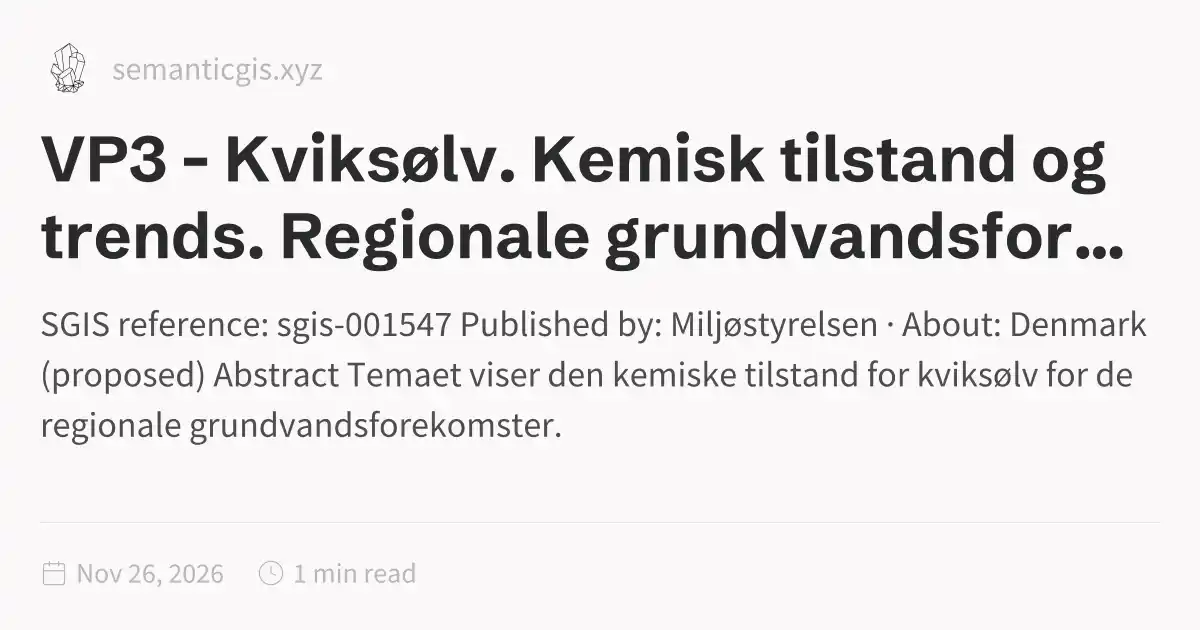 semanticgis.xyz
VP3 - Kviksølv. Kemisk tilstand og
trends. Regionale grundvandsfor...
SGIS reference: sgis-001547 Published by: Miljøstyrelsen · About: Denmark
(proposed) Abstract Temaet viser den kemiske tilstand for kviksølv for de
regionale grundvandsforekomster.
Nov 26, 2026
1 min read